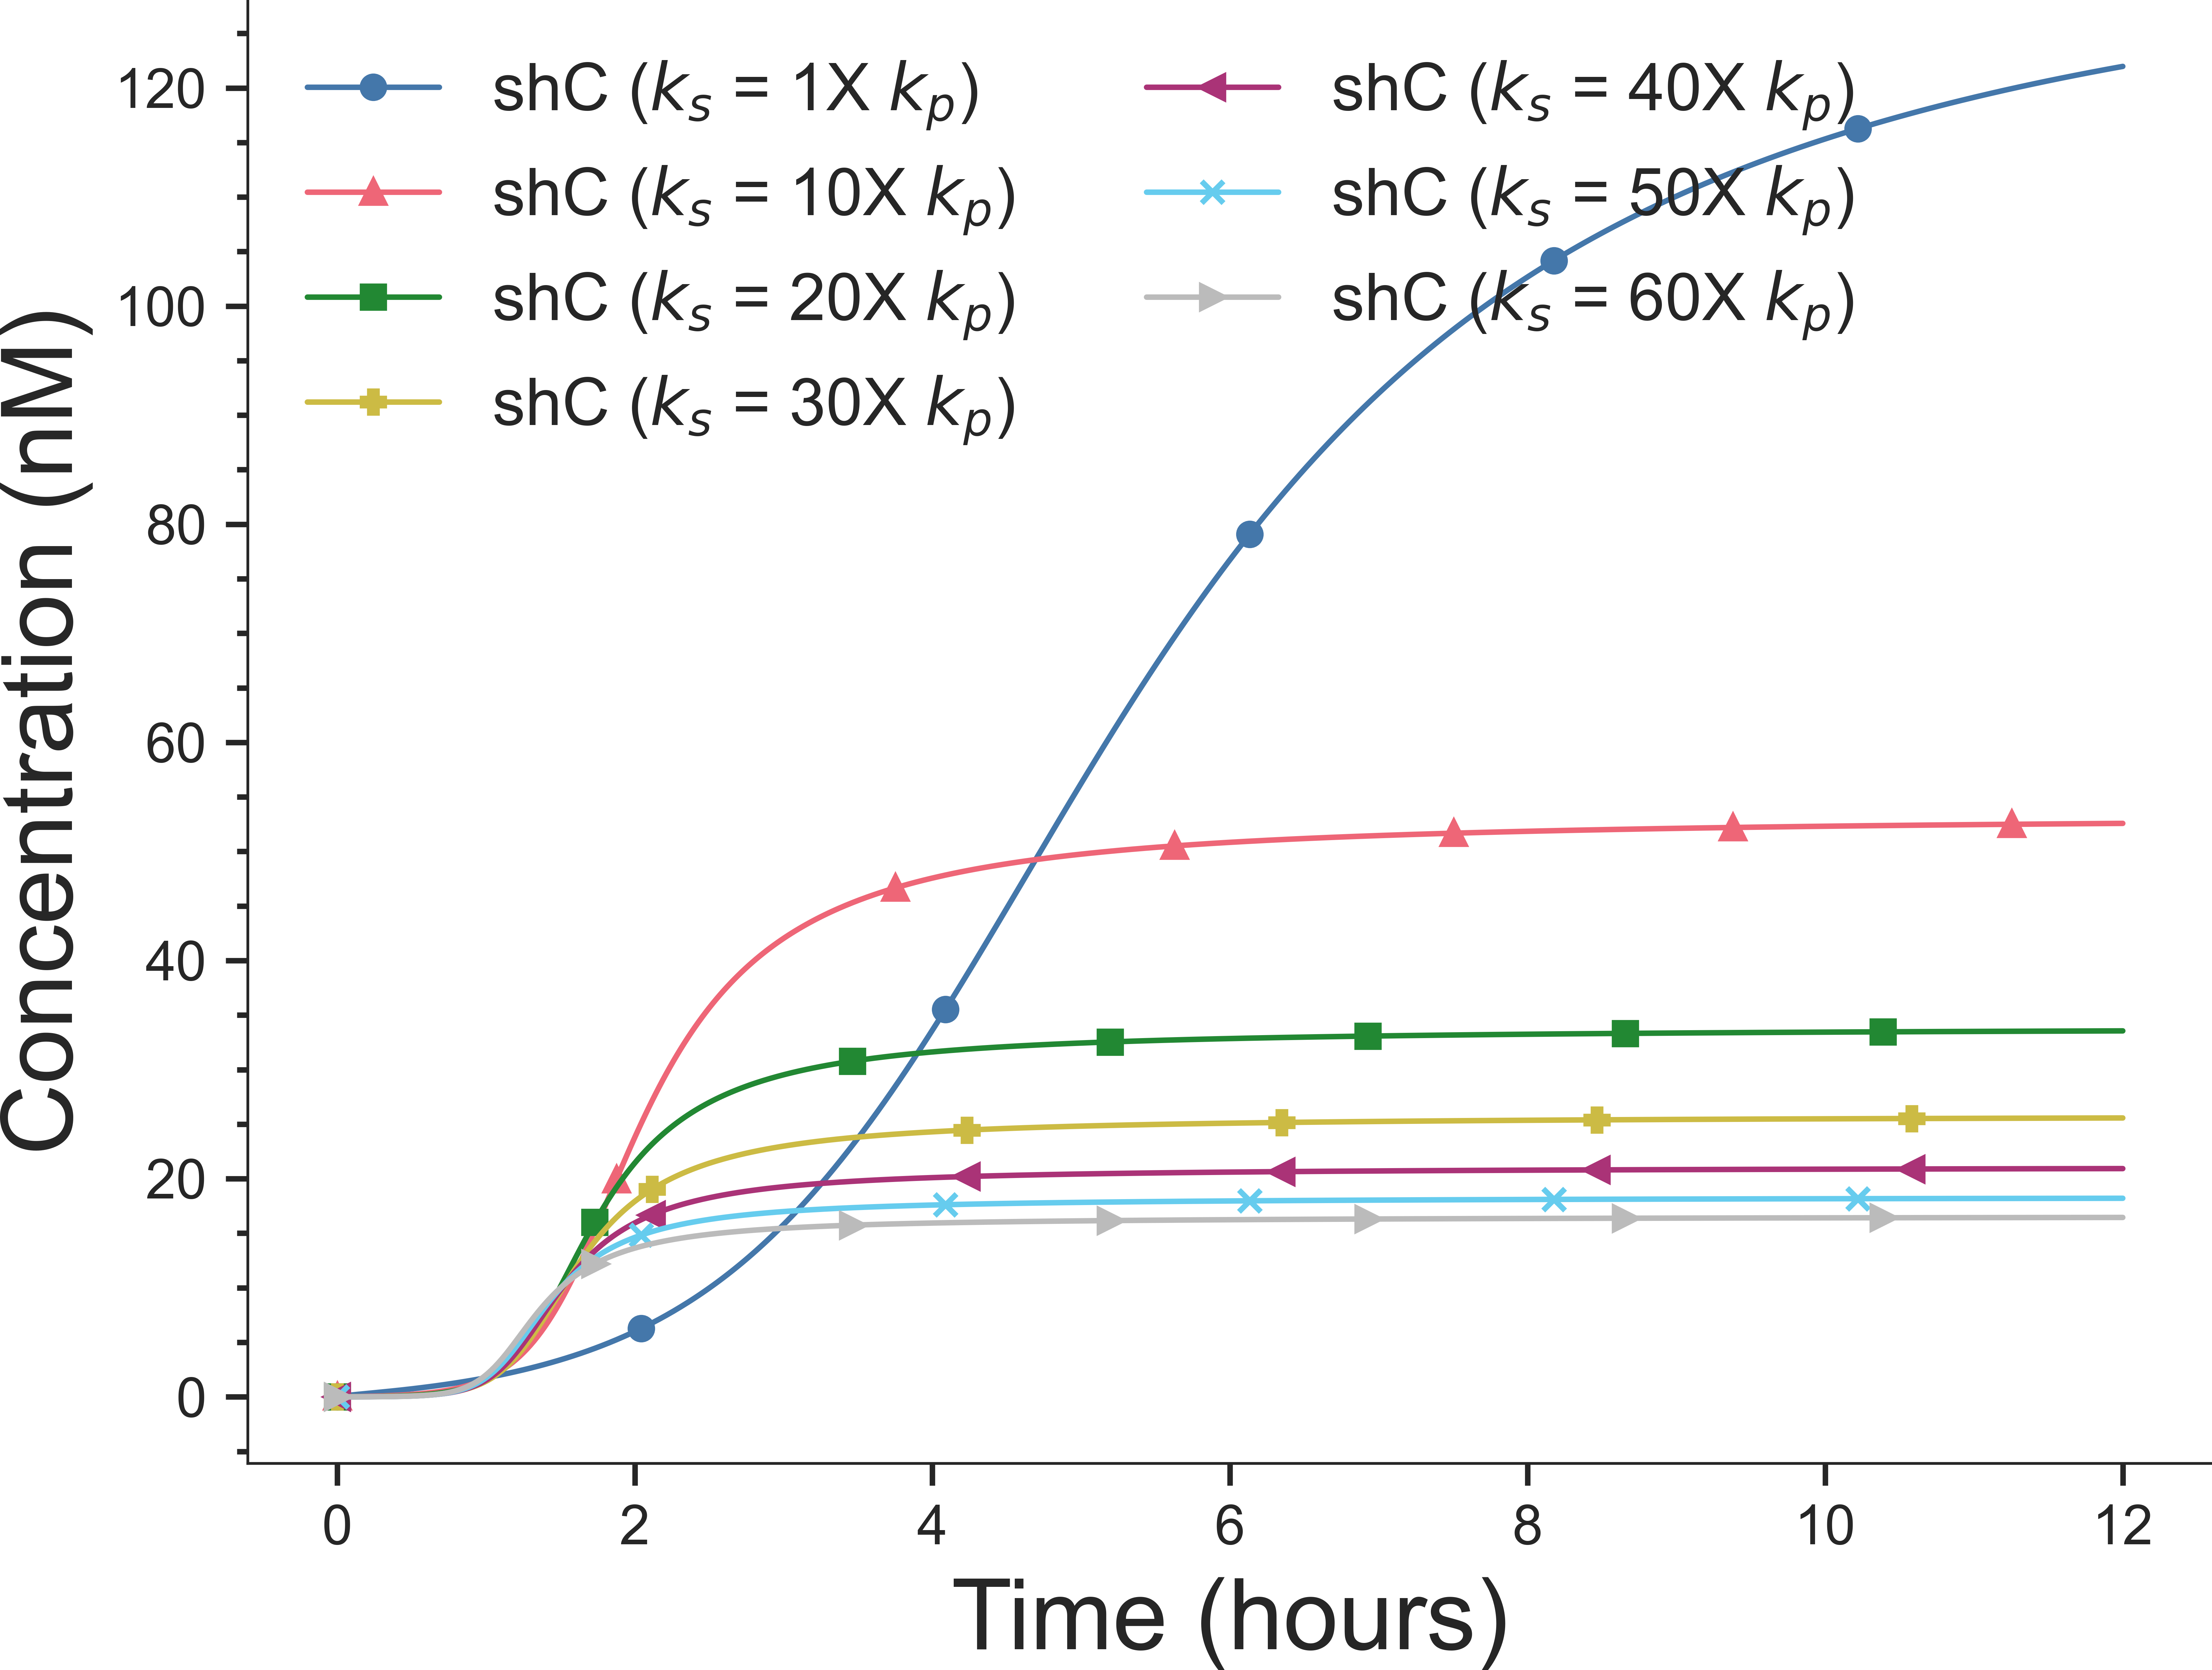 Concentration (nM)
120
100
80
60
40
20
0
shC (kₛ = 1X kₚ)
shC (kₛ = 10X kₚ)
shC (kₛ = 20X kₚ)
shC (kₛ = 30X kₚ)
shC (kₛ = 40X kₚ)
shC (kₛ = 50X kₚ)
shC (kₛ = 60X kₚ)
0 2 4 6 8 10 12
Time (hours)